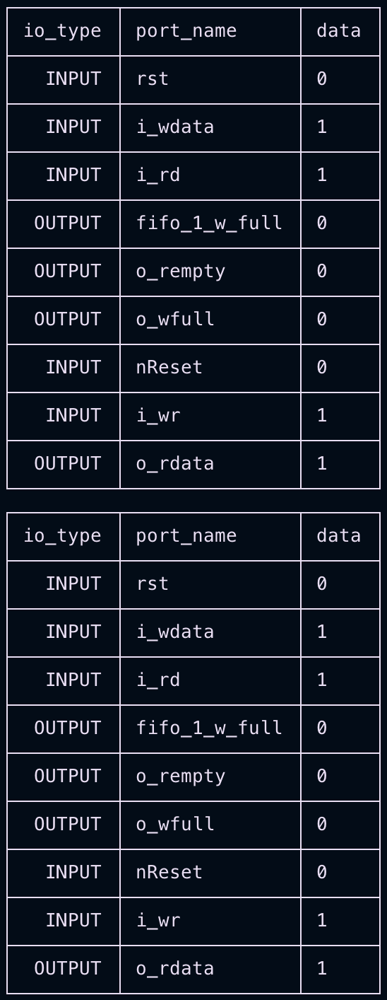 io_type port_name data
INPUT rst 0
INPUT i_wdata 1
INPUT i_rd 1
OUTPUT fifo_1_w_full 0
OUTPUT o_rempty 0
OUTPUT o_wfull 0
INPUT nReset 0
INPUT i_wr 1
OUTPUT o_rdata 1
io_type port_name data
INPUT rst 0
INPUT i_wdata 1
INPUT i_rd 1
OUTPUT fifo_1_w_full 0
OUTPUT o_rempty 0
OUTPUT o_wfull 0
INPUT nReset 0
INPUT i_wr 1
OUTPUT o_rdata 1